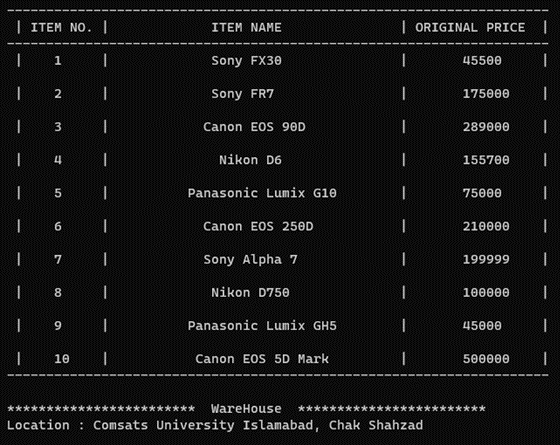 | ITEM NO. | ITEM NAME | ORIGINAL PRICE |
| 1 | Sony FX30 | 45500 |
| 2 | Sony FR7 | 175000 |
| 3 | Canon EOS 90D | 289000 |
| 4 | Nikon D6 | 155700 |
| 5 | Panasonic Lumix G10 | 75000 |
| 6 | Canon EOS 250D | 210000 |
| 7 | Sony Alpha 7 | 199999 |
| 8 | Nikon D750 | 100000 |
| 9 | Panasonic Lumix GH5 | 45000 |
| 10 | Canon EOS 5D Mark | 500000 |
************************ WareHouse ************************
Location : Comsats University Islamabad, Chak Shahzad